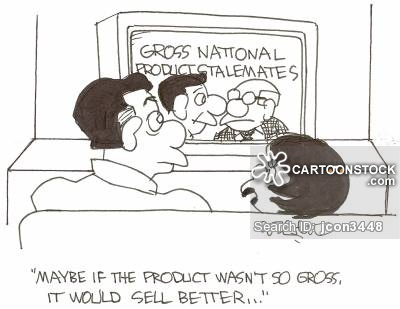 GROSS NATIONAL
PRODUCT STALEMATES
CARTOONSTOCK
.com
Search ID: jcon3448
"MAYBE IF THE PRODUCT WASN'T SO GROSS,
IT WOULD SELL BETTER..."